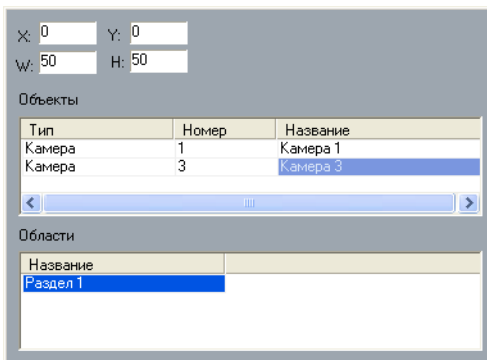 X: 0 Y: 0
W: 50 H: 50
Объекты
Тип Номер Название
Камера 1 Камера 1
Камера 3 Камера 3
Области
Название
Раздел 1